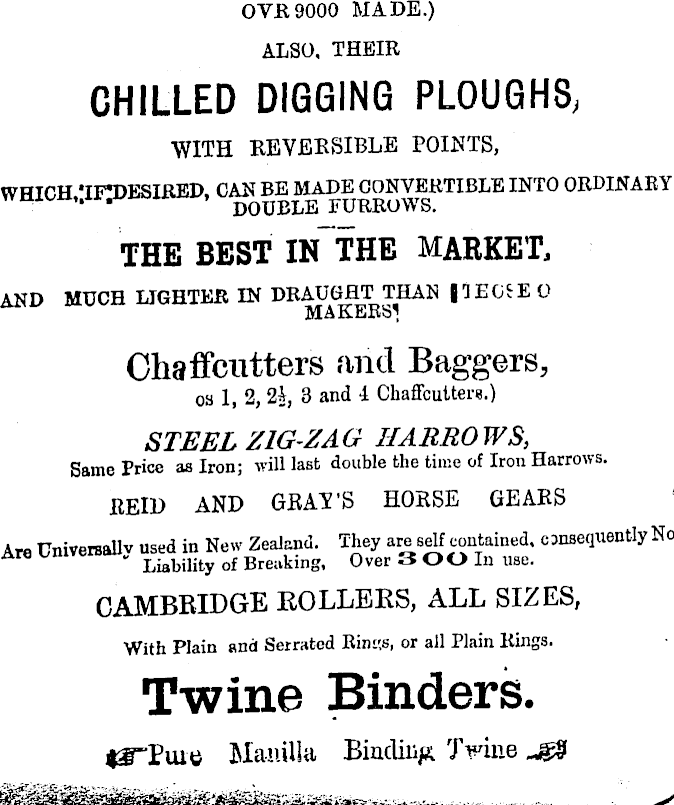 OVR 9000 MADE.)
ALSO, THEIR
CHILLED DIGGING PLOUGHS,
WITH REVERSIBLE POINTS,
WHICH, IF DESIRED, CAN BE MADE CONVERTIBLE INTO ORDINARY
DOUBLE FURROWS.
THE BEST IN THE MARKET,
AND MUCH LIGHTER IN DRAUGHT THAN
MAKERS
Chaffcutters and Baggers,
os 1, 2, 2½, 3 and 4 Chaffcutters.)
STEEL ZIG-ZAG HARROWS,
Same Price as Iron; will last double the time of Iron Harrows.
REID AND GRAY'S HORSE GEARS
Are Universally used in New Zealand. They are self contained, consequently No
Liability of Breaking, Over 300 In use.
CAMBRIDGE ROLLERS, ALL SIZES,
With Plain and Serrated Rings, or all Plain Rings.
Twine Binders.
Pure Manilla Binding Twine